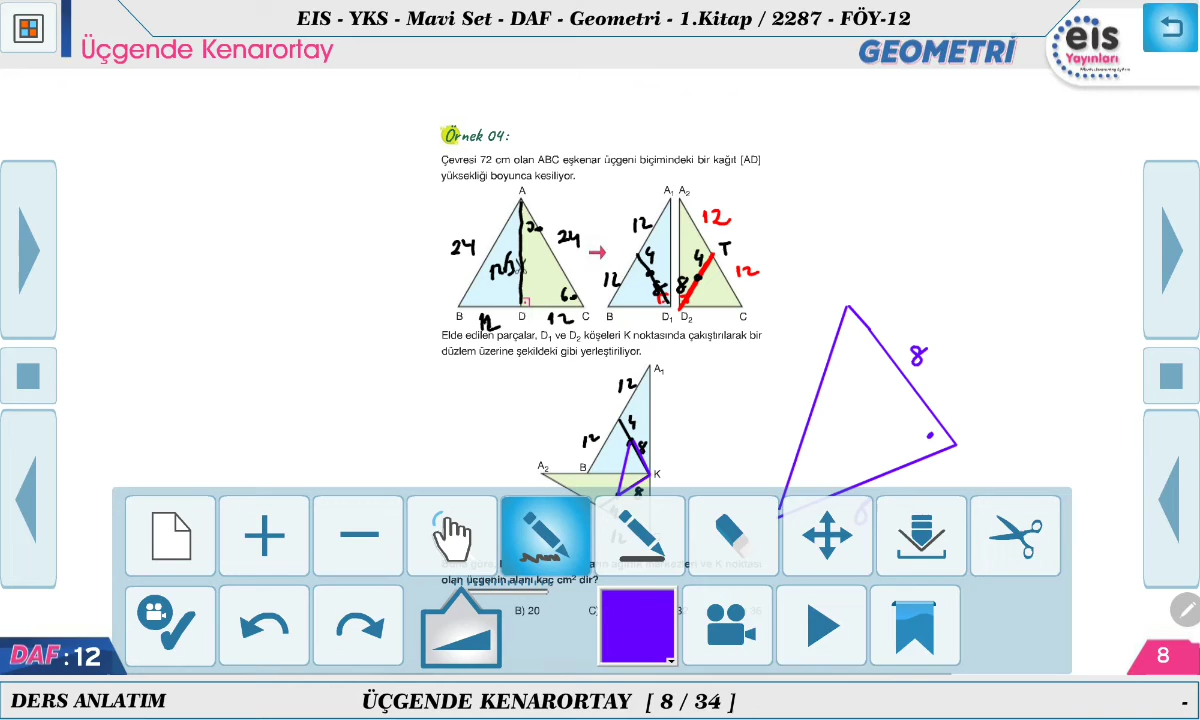 EIS - YKS - Mavi Set - DAF - Geometri - 1.Kitap / 2287 - FÖY-12
Üçgende Kenarortay
GEOMETRİ
eis
Yayınları
Örnek 04:
Çevresi 72 cm olan ABC eşkenar üçgeni biçimindeki bir kağıt [AD]
yüksekliği boyunca kesiliyor.
A
A₁ A₂
24
24
12
12
4
4
T
12
12
8
8
B
D
C
B
D₁
D₂
C
12
12
Elde edilen parçalar, D₁ ve D₂ köşeleri K noktasında çakıştırılarak bir
düzlem üzerine şekildeki gibi yerleştiriliyor.
A₁
12
4
12
8
A₂
B
K
8
8
olan üçgenin alanı kaç cm² dir?
B) 20
DAF : 12
8
DERS ANLATIM
ÜÇGENDE KENARORTAY [ 8 / 34 ]
-